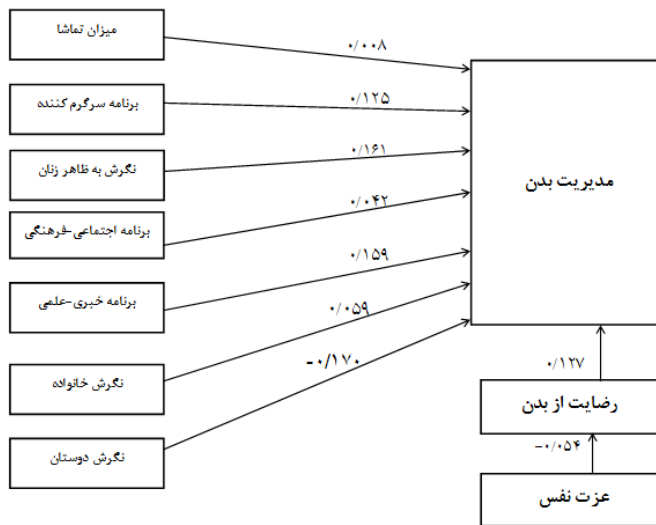 میزان تماشا
۰/۰۰۸
برنامه سرگرم کننده
۰/۱۲۵
نگرش به ظاهر زنان
۰/۱۶۱
مدیریت بدن
برنامه اجتماعی-فرهنگی
۰/۰۴۲
برنامه خبری-علمی
۰/۱۵۹
نگرش خانواده
۰/۰۵۹
نگرش دوستان
-۰/۱۷۰
۰/۱۲۷
رضایت از بدن
-۰/۰۵۴
عزت نفس